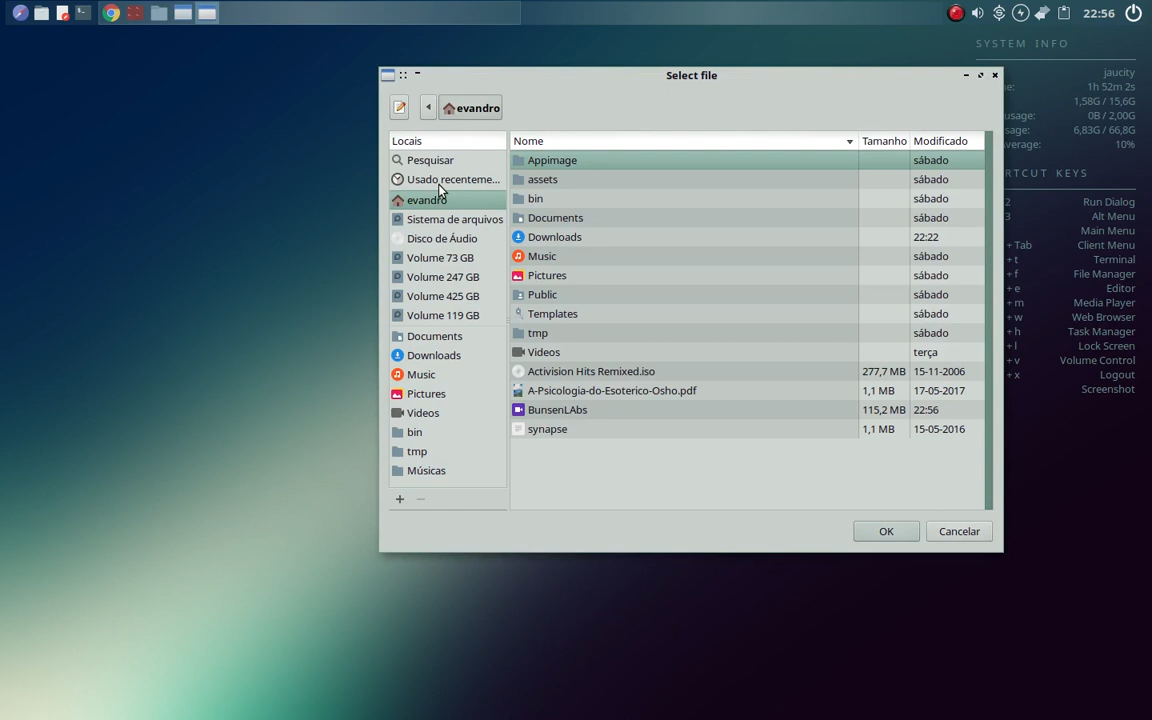 22:56
SYSTEM INFO
jaucity
e: 1h 52m 2s
1,58G / 15,6G
usage: 0B / 2,00G
sage: 6,83G / 66,8G
verage: 10%
RTCUT KEYS
2 Run Dialog
3 Alt Menu
Main Menu
+ Tab Client Menu
+ t Terminal
+ f File Manager
+ e Editor
+ m Media Player
+ w Web Browser
+ h Task Manager
+ l Lock Screen
+ v Volume Control
+ x Logout
Screenshot
Select file
evandro
Locais
Pesquisar
Usado recenteme...
evandro
Sistema de arquivos
Disco de Áudio
Volume 73 GB
Volume 247 GB
Volume 425 GB
Volume 119 GB
Documents
Downloads
Music
Pictures
Videos
bin
tmp
Músicas
Nome Tamanho Modificado
Appimage sábado
assets sábado
bin sábado
Documents sábado
Downloads 22:22
Music sábado
Pictures sábado
Public sábado
Templates sábado
tmp sábado
Videos terça
Activision Hits Remixed.iso 277,7 MB 15-11-2006
A-Psicologia-do-Esoterico-Osho.pdf 1,1 MB 17-05-2017
BunsenLAbs 115,2 MB 22:56
synapse 1,1 MB 15-05-2016
OK Cancelar